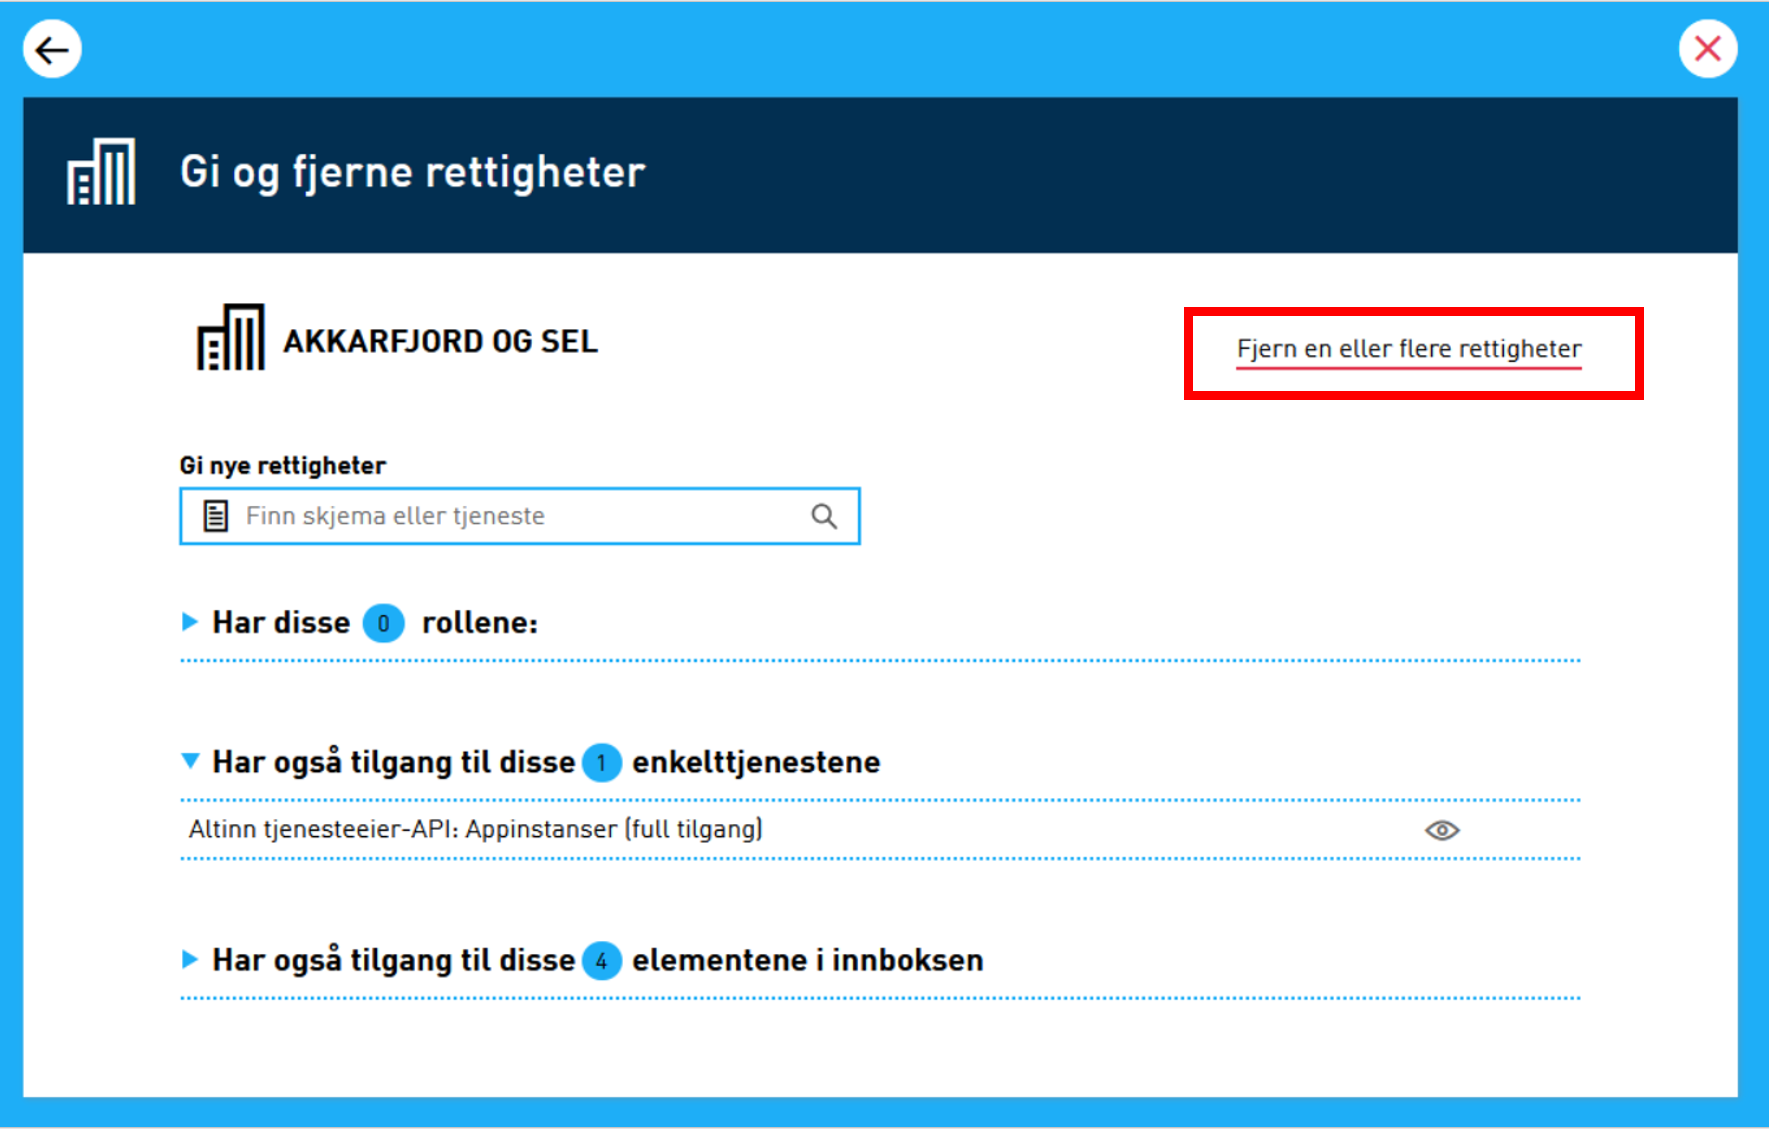 Gi og fjerne rettigheter
AKKARFJORD OG SEL
Fjern en eller flere rettigheter
Gi nye rettigheter
Finn skjema eller tjeneste
Har disse 0 rollene:
Har også tilgang til disse 1 enkelttjenestene
Altinn tjenesteeier-API: Appinstanser (full tilgang)
Har også tilgang til disse 4 elementene i innboksen